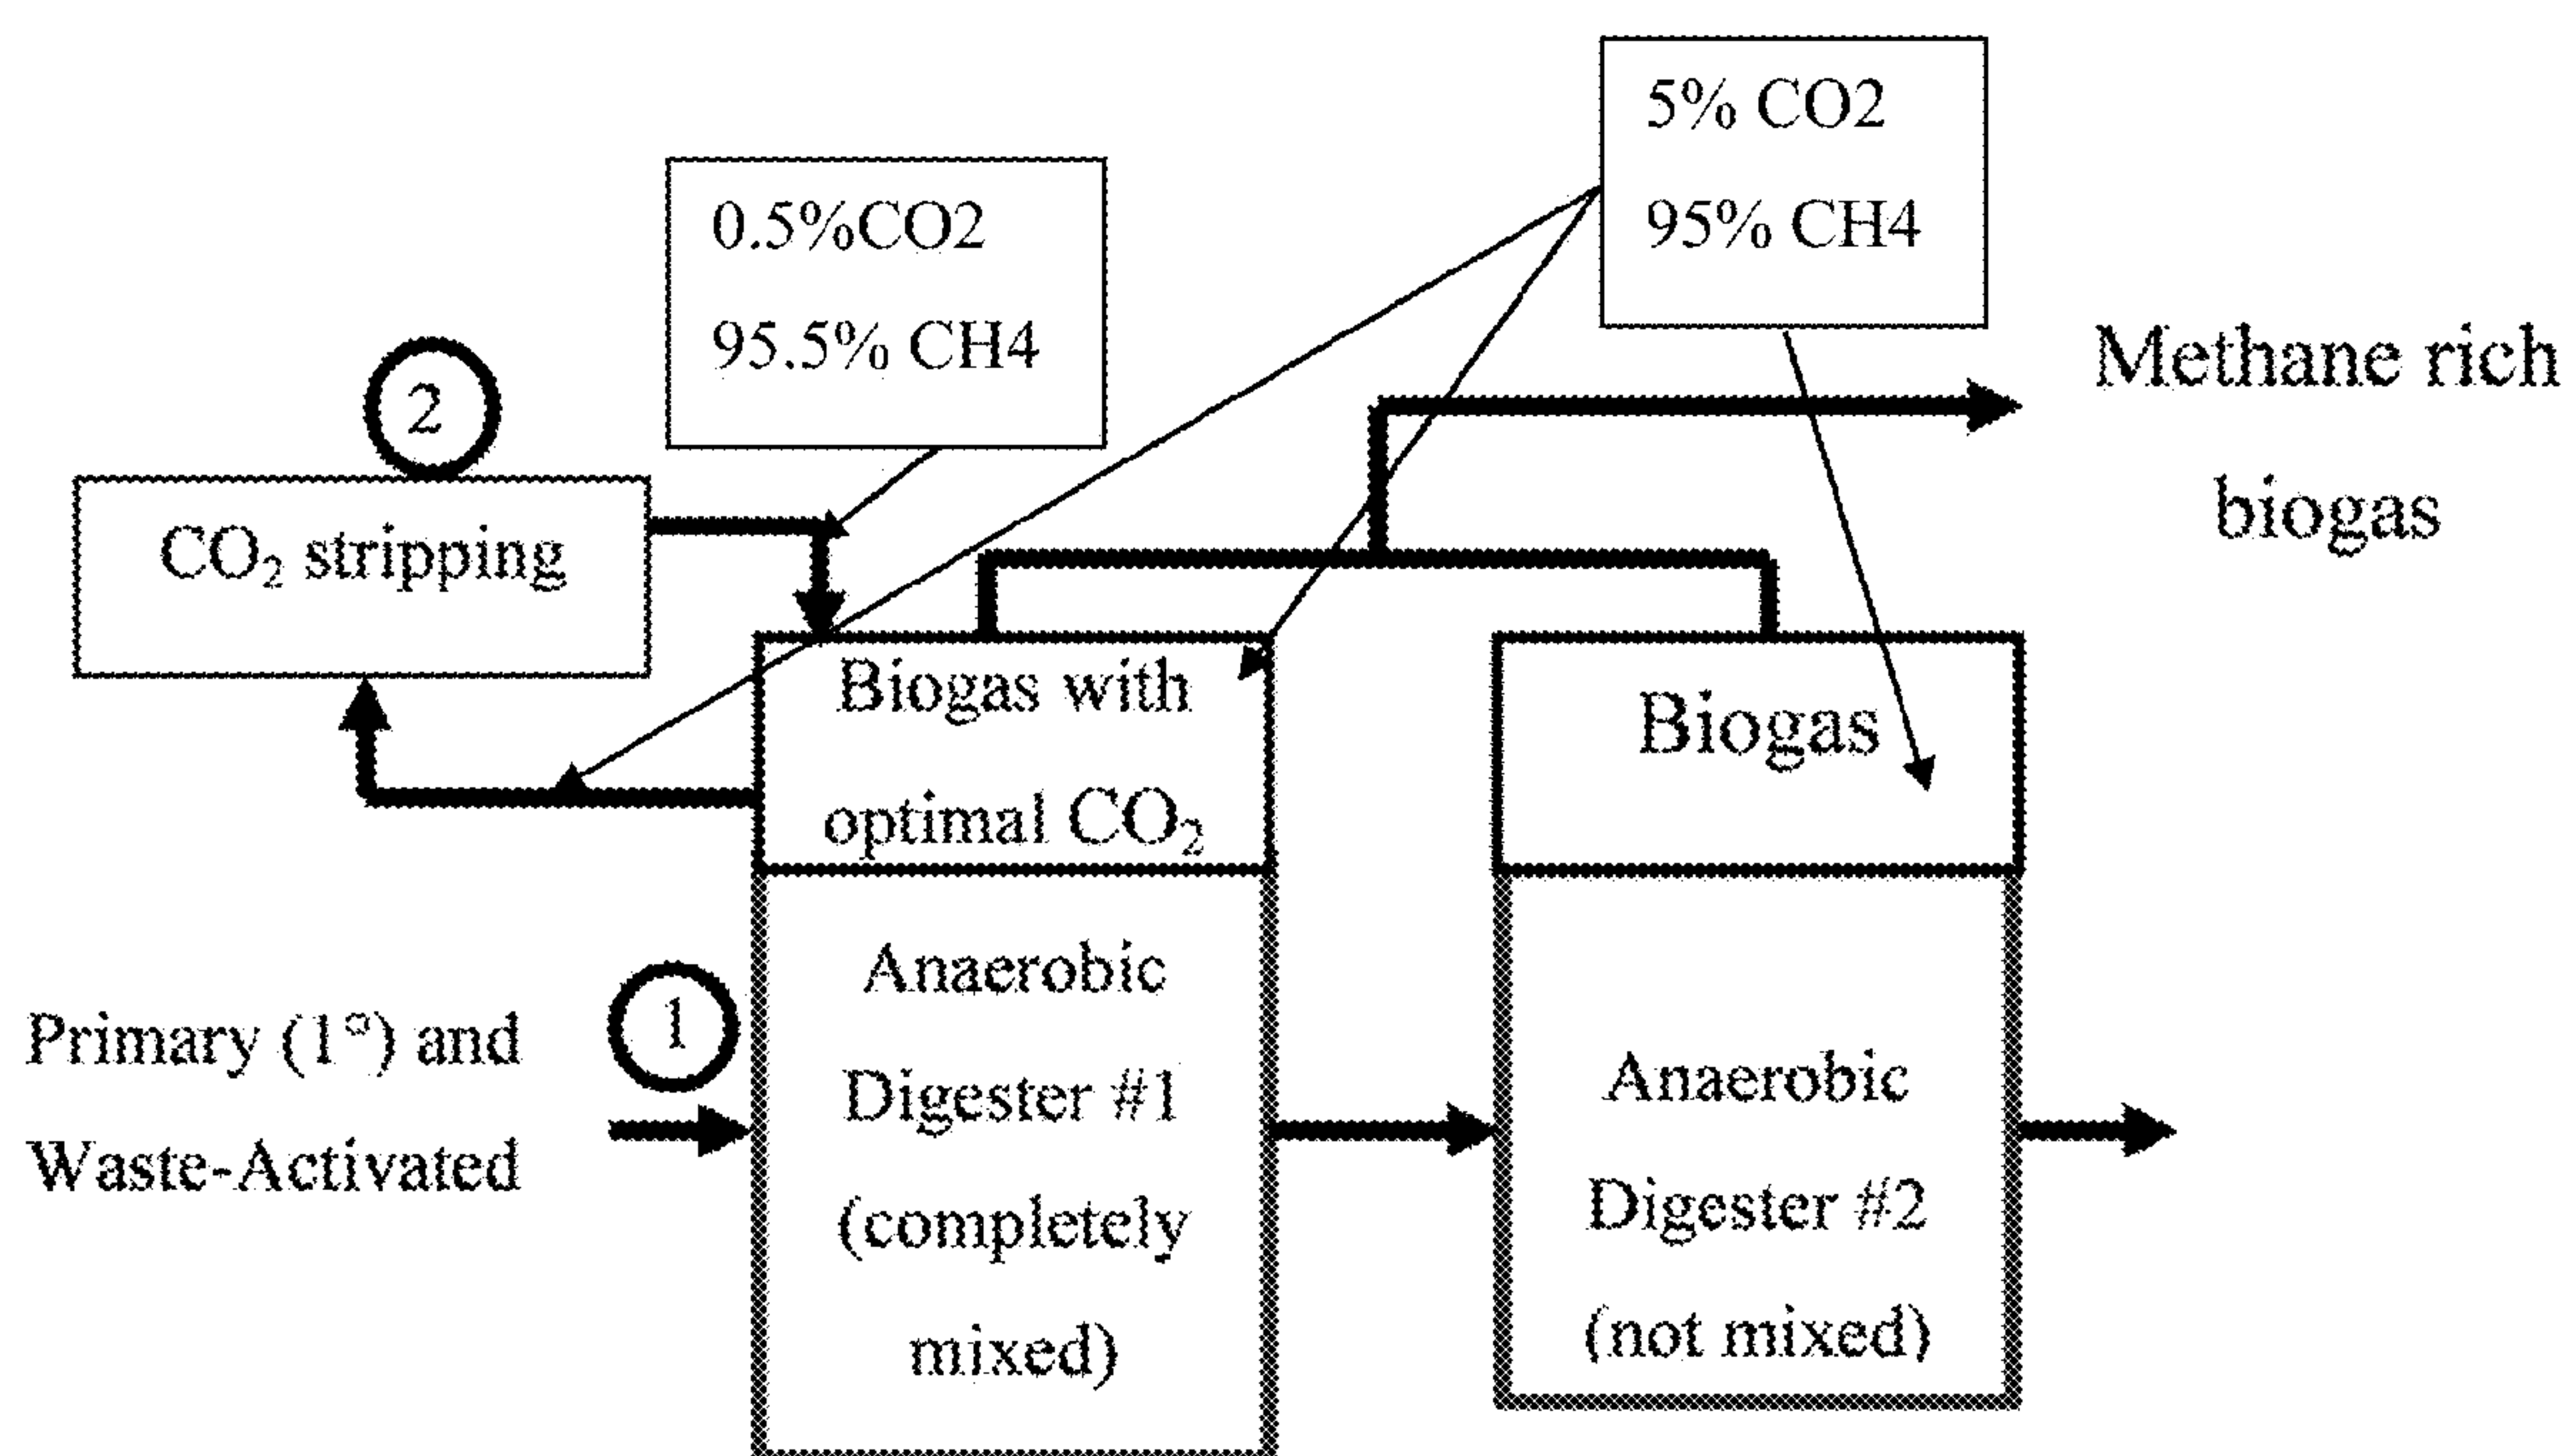 5% CO2
95% CH4
0.5%CO2
95.5% CH4
Methane rich
biogas
2
CO₂ stripping
Biogas with
optimal CO₂
Biogas
1
Primary (1°) and
Waste-Activated
Anaerobic
Digester #1
(completely
mixed)
Anaerobic
Digester #2
(not mixed)